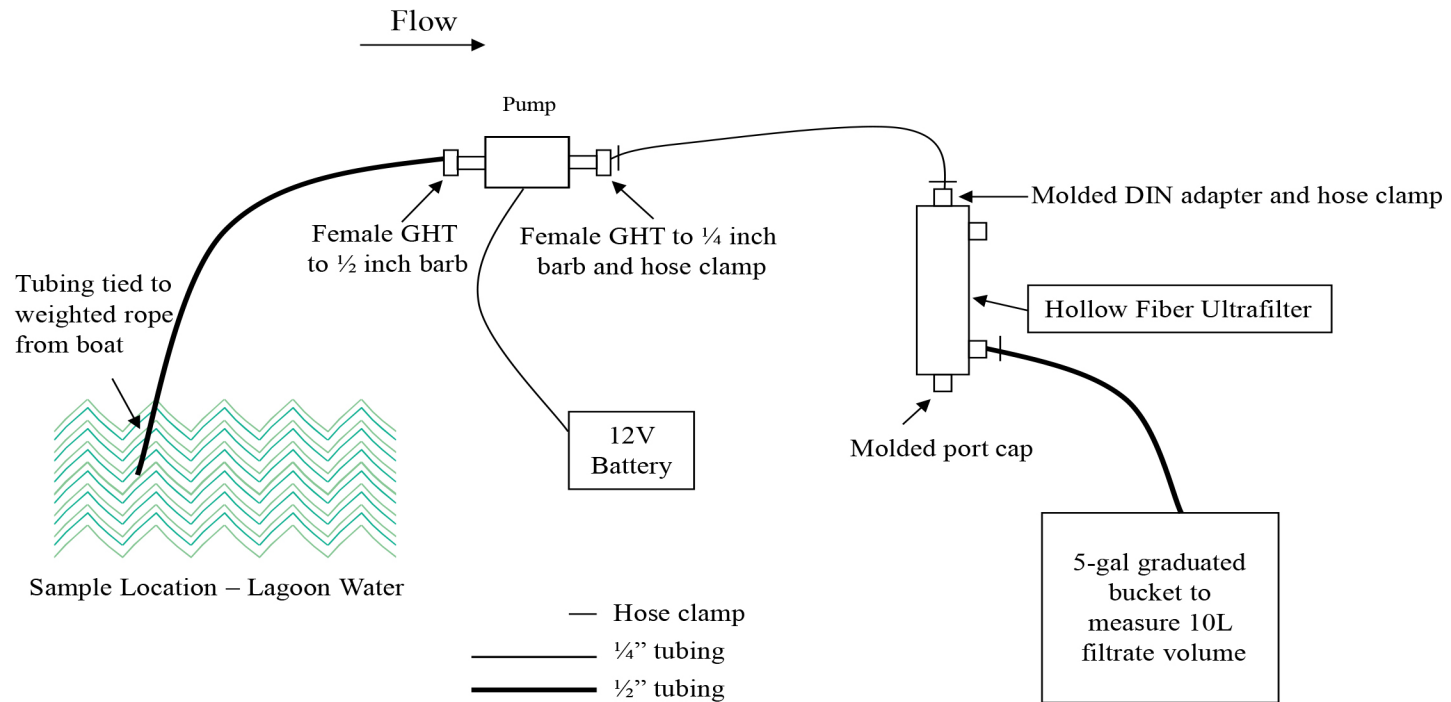 Flow
Pump
Female GHT
to ½ inch barb
Female GHT to ¼ inch
barb and hose clamp
Molded DIN adapter and hose clamp
Tubing tied to
weighted rope
from boat
Hollow Fiber Ultrafilter
12V
Battery
Molded port cap
Sample Location – Lagoon Water
5-gal graduated
bucket to
measure 10L
filtrate volume
Hose clamp
¼” tubing
½” tubing